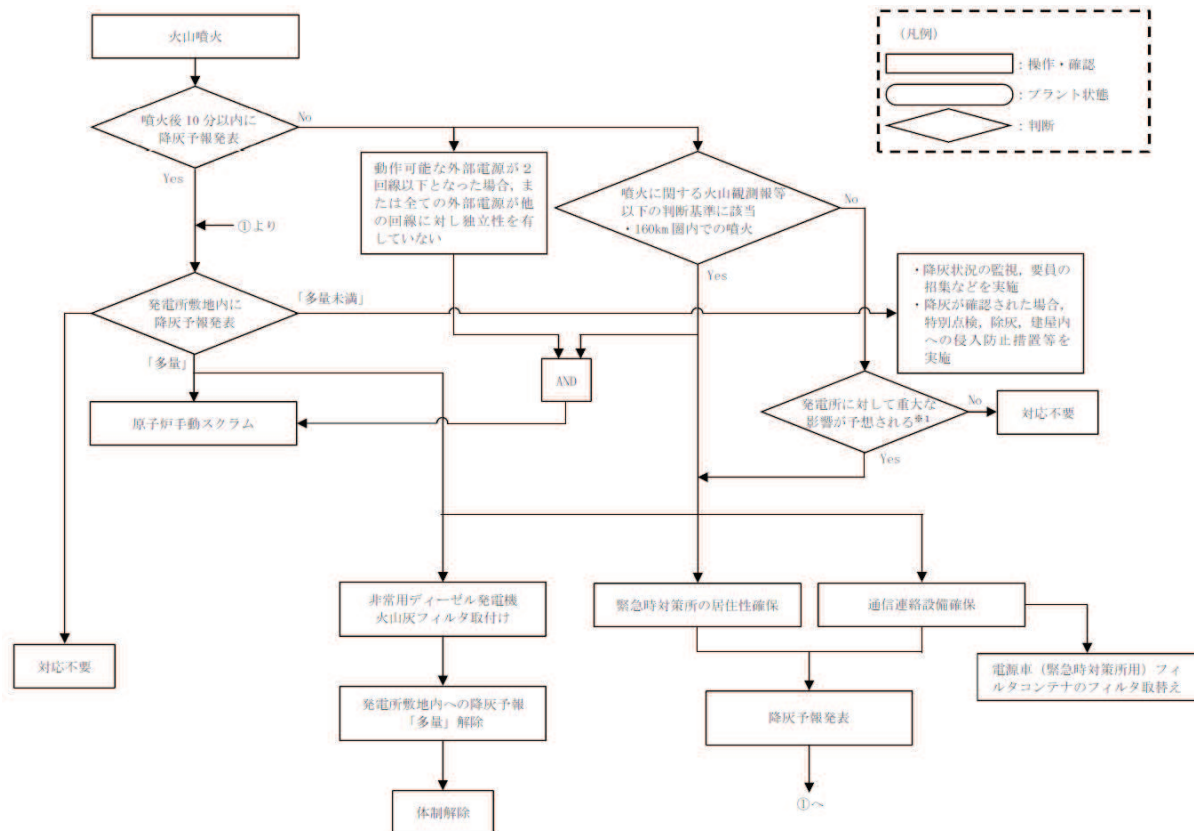 火山噴火
(凡例)
:操作・確認
:プラント状態
:判断
噴火後10分以内に
降灰予報発表
No
Yes
動作可能な外部電源が2
回線以下となった場合,ま
たは全ての外部電源が他
の回線に対し独立性を有
していない
噴火に関する火山観測報等
以下の判断基準に該当
・160km圏内での噴火
No
Yes
①より
発電所敷地内に
降灰予報発表
「多量未満」
「多量」
・降灰状況の監視,要員の
招集などを実施
・降灰が確認された場合,
特別点検,除灰,建屋内
への侵入防止措置等を
実施
AND
原子炉手動スクラム
発電所に対して重大な
影響が予想される※1
No
Yes
対応不要
非常用ディーゼル発電機
火山灰フィルタ取付け
緊急時対策所の居住性確保
通信連絡設備確保
対応不要
電源車(緊急時対策所用)フィ
ルタコンテナのフィルタ取替え
発電所敷地内への降灰予報
「多量」解除
降灰予報発表
体制解除
①へ